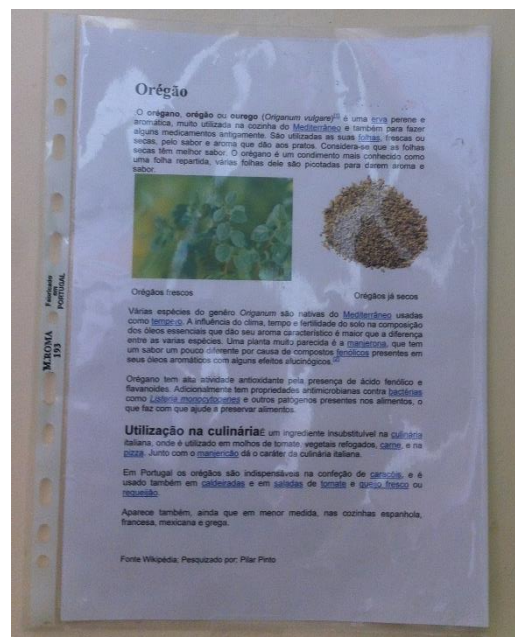 Orégão
O orégano, orégão ou ourego (Origanum vulgare)[1] é uma erva perene e
aromática, muito utilizada na cozinha do Mediterrâneo e também para fazer
alguns medicamentos antigamente. São utilizadas as suas folhas, frescas ou
secas, pelo sabor e aroma que dão aos pratos. Considera-se que as folhas
secas têm melhor sabor. O orégano é um condimento mais conhecido como
uma folha repartida, várias folhas dele são picotadas para darem aroma e
sabor.
Orégãos frescos
Orégãos já secos
Várias espécies do genêro Origanum são nativas do Mediterrâneo usadas
como tempero. A influência do clima, tempo e fertilidade do solo na composição
dos óleos essenciais que dão seu aroma característico é maior que a diferença
entre as varias espécies. Uma planta muito parecida é a manjerona, que tem
um sabor um pouco diferente por causa de compostos fenólicos presentes em
seus óleos aromáticos com alguns efeitos alucinógicos.
Orégano tem alta atividade antioxidante pela presença de ácido fenólico e
flavanoides. Adicionalmente tem propriedades antimicrobianas contra bactérias
como Listeria monocytogenes e outros patógenos presentes nos alimentos, o
que faz com que ajude a preservar alimentos.
Utilização na culináriaÉ um ingrediente insubstituível na culinária
italiana, onde é utilizado em molhos de tomate, vegetais refogados, carne, e na
pizza. Junto com o manjericão dá o caráter da culinária italiana.
Em Portugal os orégãos são indispensáveis na confeção de caracóis, e é
usado também em caldeiradas e em saladas de tomate e queijo fresco ou
requeijão.
Aparece também, ainda que em menor medida, nas cozinhas espanhola,
francesa, mexicana e grega.
Fonte Wikipédia; Pesquizado por: Pilar Pinto
M.ROMA
193
Fabricado
em
PORTUGAL